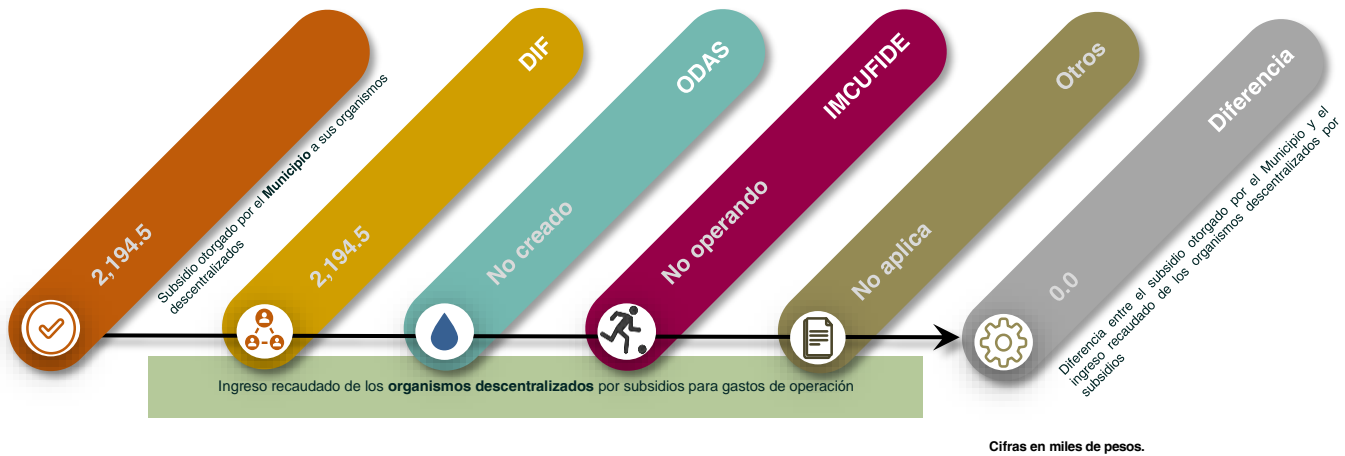 2,194.5
Subsidio otorgado por el Municipio a sus organismos
descentralizados
DIF
2,194.5
ODAS
No creado
IMCUFIDE
No operando
Otros
No aplica
Diferencia
0.0
Diferencia entre el subsidio otorgado por el Municipio y el
ingreso recaudado de los organismos descentralizados por
subsidios
Ingreso recaudado de los organismos descentralizados por subsidios para gastos de operación
Cifras en miles de pesos.